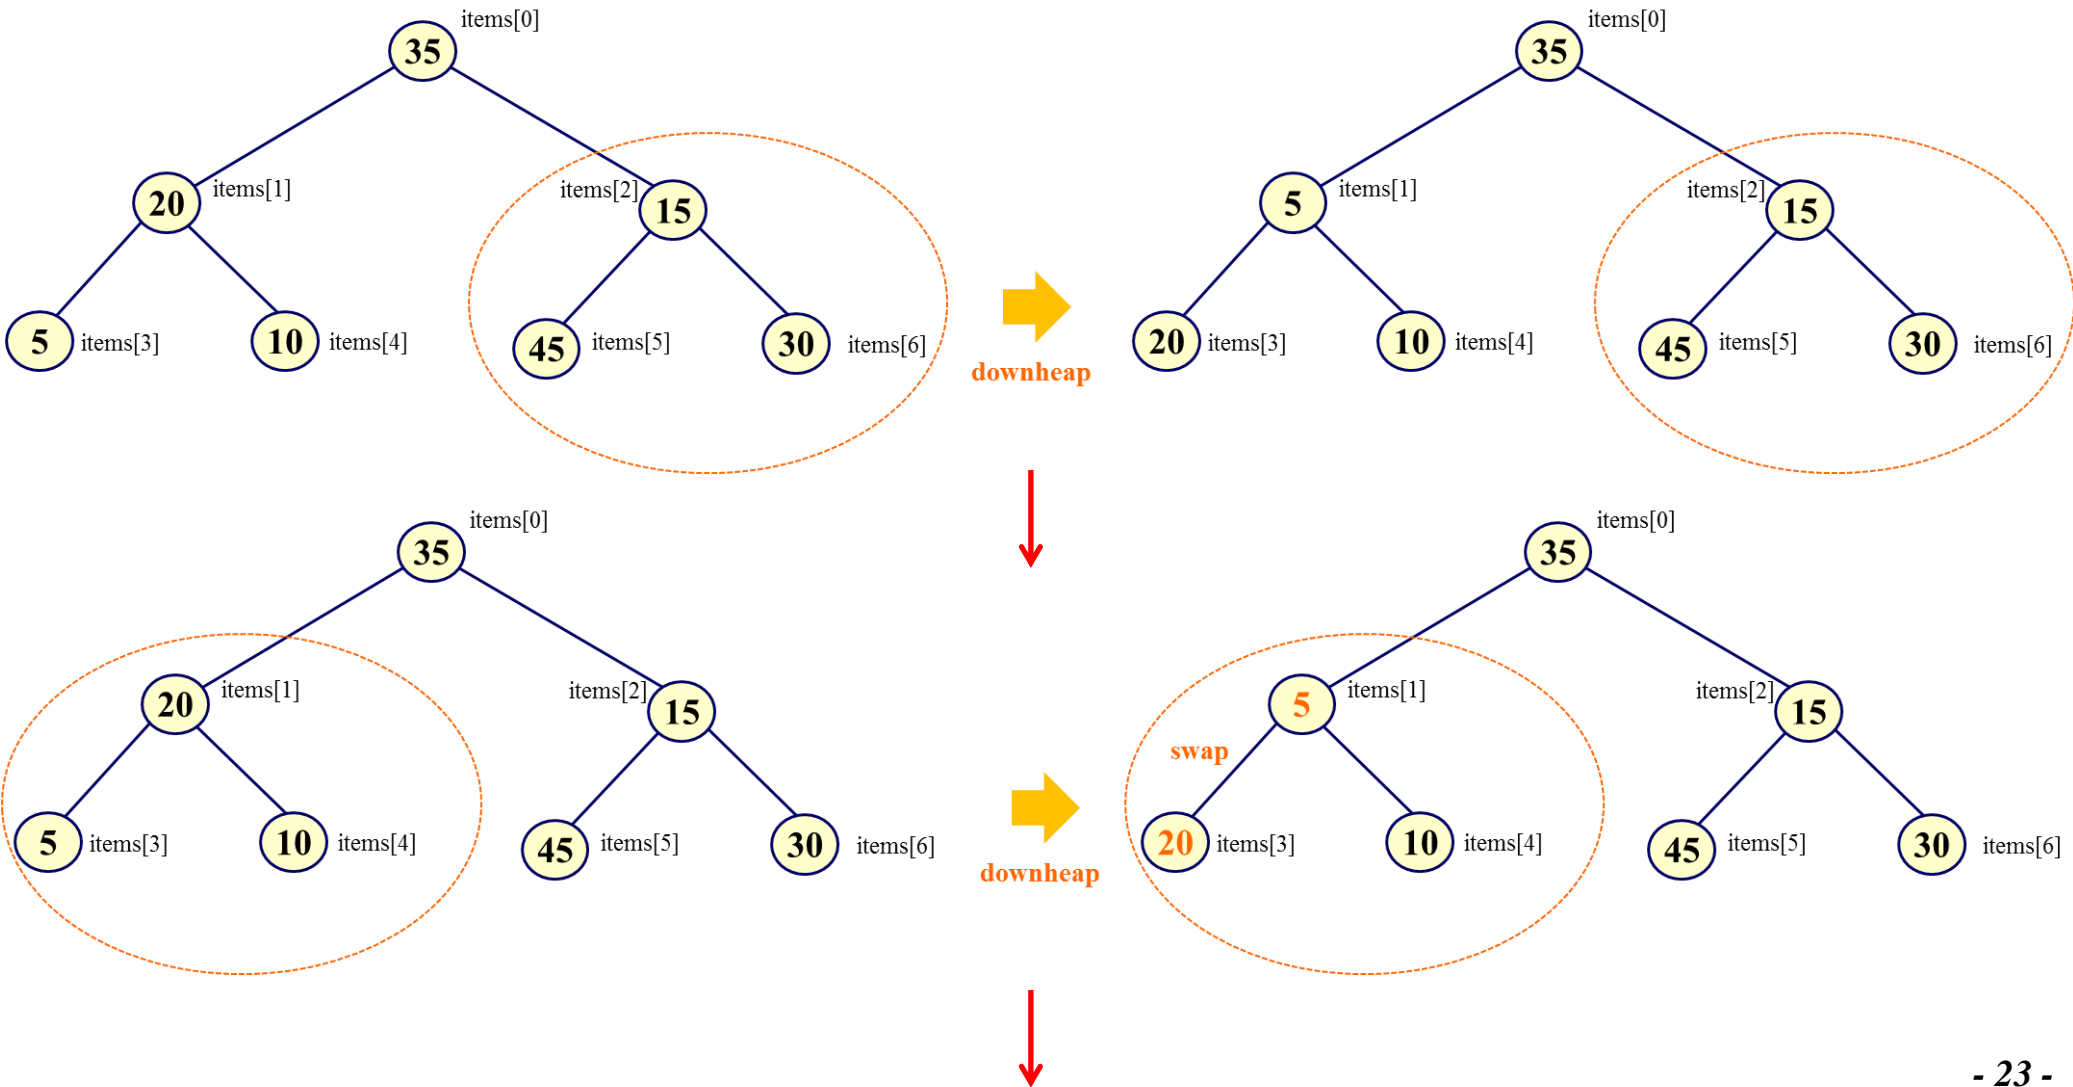 items[0]
35
20
items[1]
items[2]
15
5
items[3]
10
items[4]
45
items[5]
30
items[6]
downheap
items[0]
35
5
items[1]
items[2]
15
20
items[3]
10
items[4]
45
items[5]
30
items[6]
items[0]
35
20
items[1]
items[2]
15
5
items[3]
10
items[4]
45
items[5]
30
items[6]
downheap
items[0]
35
5
items[1]
items[2]
15
swap
20
items[3]
10
items[4]
45
items[5]
30
items[6]
- 23 -